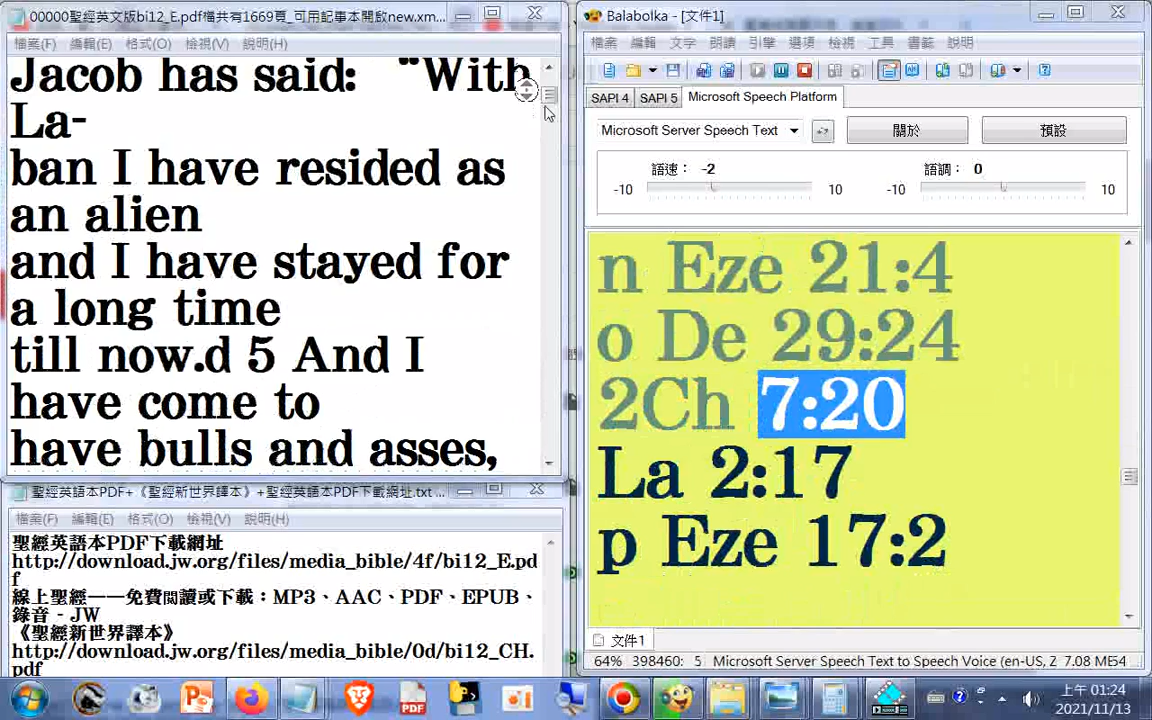 00000聖經英文版bi12_E.pdf檔共有1669頁_可用記事本開啟new.xm...
檔案(F) 編輯(E) 格式(O) 檢視(V) 說明(H)
Jacob has said: “With
La-
ban I have resided as
an alien
and I have stayed for
a long time
till now.d 5 And I
have come to
have bulls and asses,
聖經英語本PDF+《聖經新世界譯本》+聖經英語本PDF下載網址.txt ...
檔案(F) 編輯(E) 格式(O) 檢視(V) 說明(H)
聖經英語本PDF下載網址
http://download.jw.org/files/media_bible/4f/bi12_E.pd
f
線上聖經——免費閱讀或下載：MP3、AAC、PDF、EPUB、
錄音 - JW
《聖經新世界譯本》
http://download.jw.org/files/media_bible/0d/bi12_CH.
pdf
Balabolka - [文件1]
檔案 編輯 文字 朗讀 引擎 選項 檢視 工具 書籤 說明
SAPI 4 SAPI 5 Microsoft Speech Platform
Microsoft Server Speech Text 關於 預設
語速： -2 語調： 0
-10 10 -10 10
n Eze 21:4
o De 29:24
2Ch 7:20
La 2:17
p Eze 17:2
文件1
64% 398460: 5 Microsoft Server Speech Text to Speech Voice (en-US, Z 7.08 ME54
PDF
上午 01:24
2021/11/13